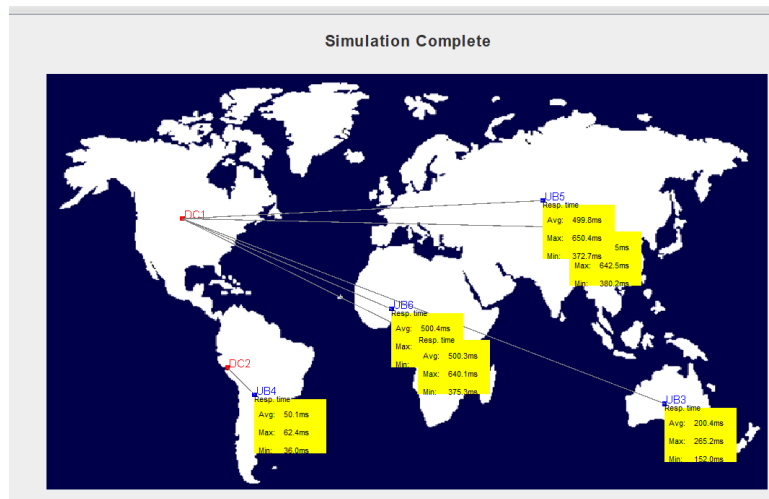 Simulation Complete
DC1
UB5
Resp. time
Avg: 499.8ms
Max: 650.4ms
Min: 372.7ms
5ms
Max: 642.5ms
Min: 380.2ms
UB6
Resp. time
Avg: 500.4ms
Max:
Min:
Resp. time
Avg: 500.3ms
Max: 640.1ms
Min: 375.3ms
DC2
UB4
Resp. time
Avg: 50.1ms
Max: 62.4ms
Min: 36.0ms
UB3
Resp. time
Avg: 200.4ms
Max: 265.2ms
Min: 152.0ms